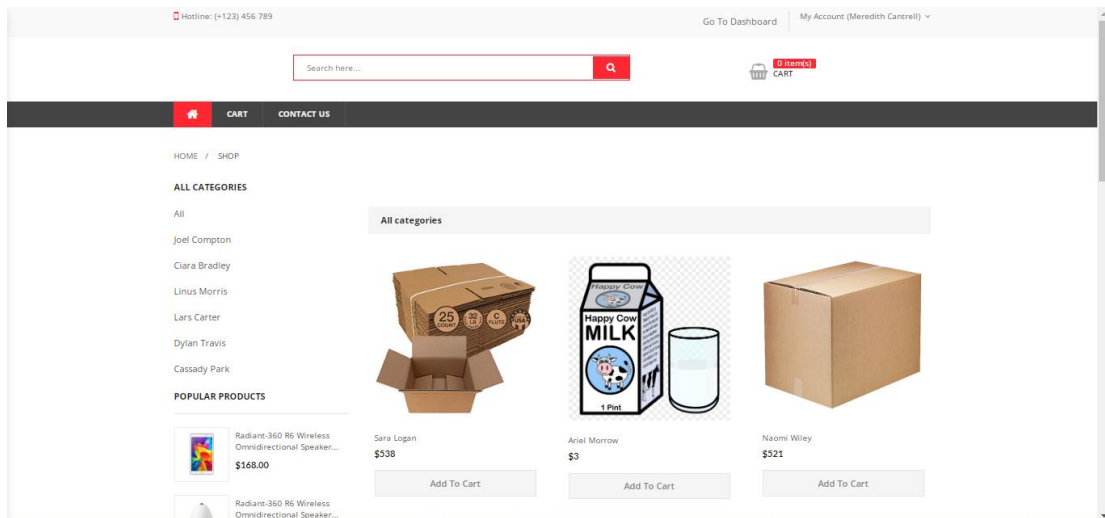 Hotline: (+123) 456 789
Go To Dashboard
My Account (Meredith Cantrell)
Search here...
0 item(s)
CART
CART
CONTACT US
HOME / SHOP
ALL CATEGORIES
All
Joel Compton
Ciara Bradley
Linus Morris
Lars Carter
Dylan Travis
Cassady Park
POPULAR PRODUCTS
Radiant-360 R6 Wireless
Omnidirectional Speaker...
$168.00
Radiant-360 R6 Wireless
Omnidirectional Speaker...
All categories
25
COUNT
32
LB
C
FLUTE
USA
Sara Logan
$538
Add To Cart
Happy Cow
Happy Cow
MILK
1 Pint
Ariel Morrow
$3
Add To Cart
Naomi Wiley
$521
Add To Cart